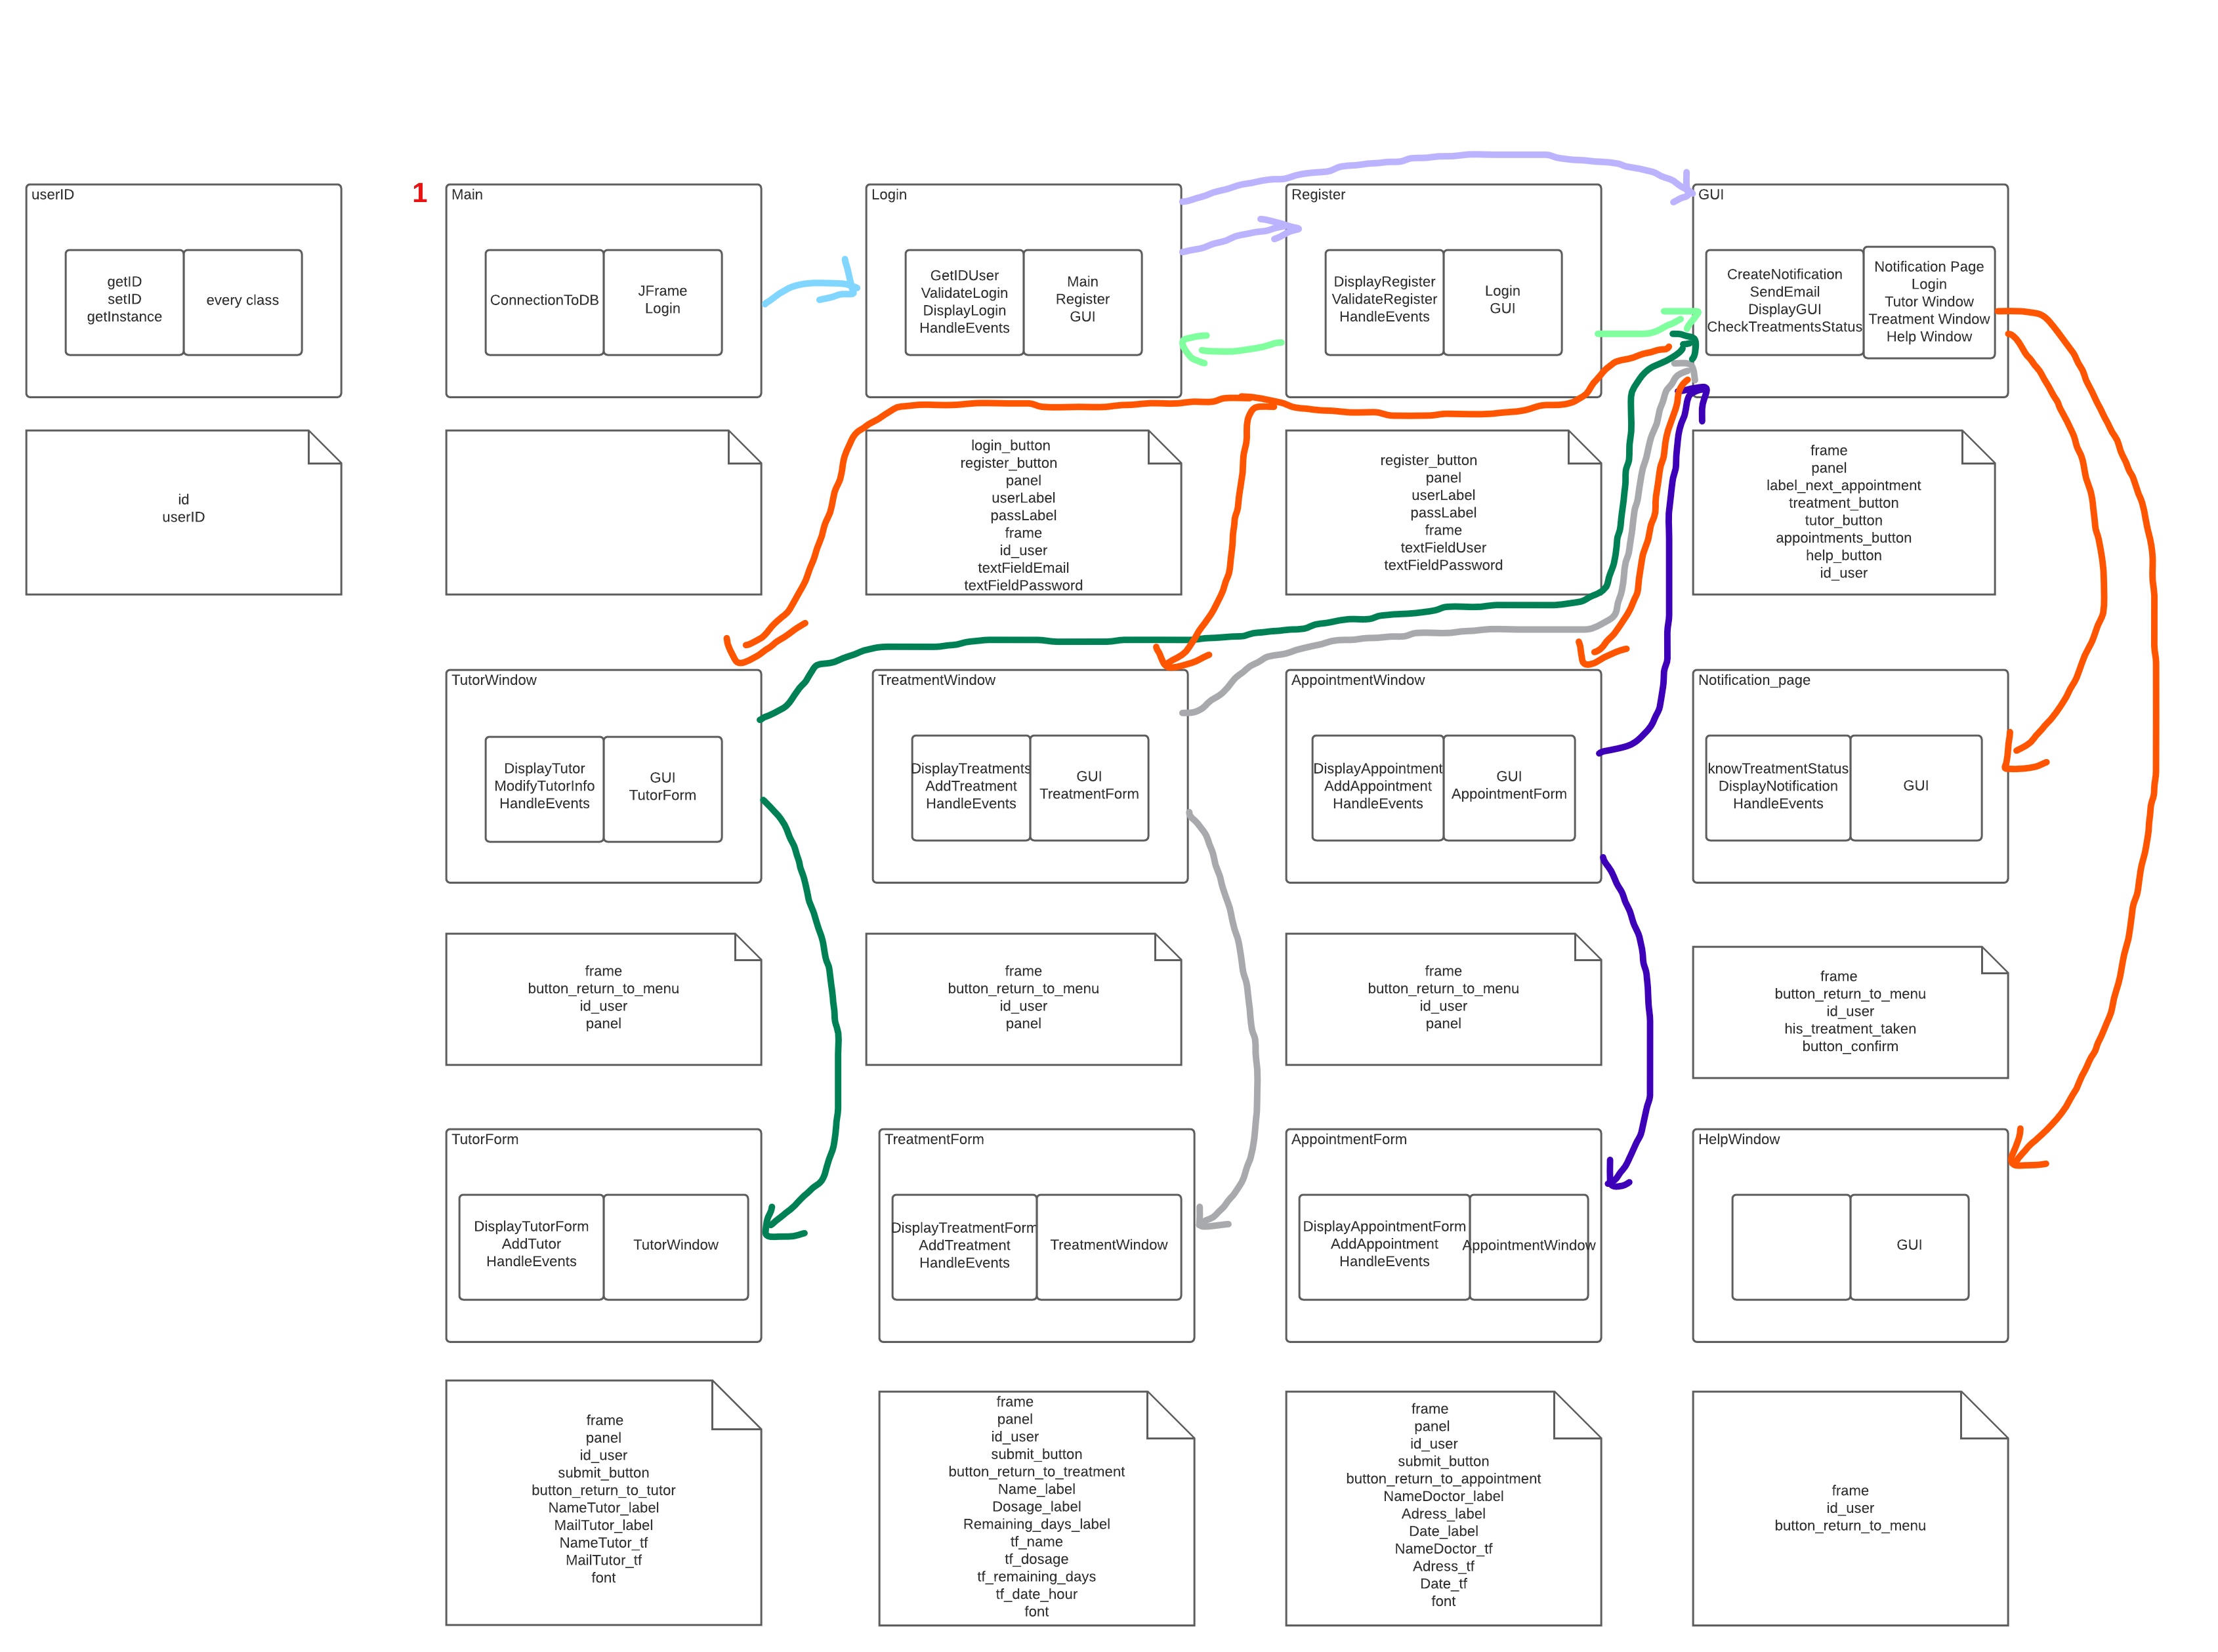 userID
getID
setID
getInstance
every class
id
userID
1
Main
ConnectionToDB
JFrame
Login
Login
GetIDUser
ValidateLogin
DisplayLogin
HandleEvents
Main
Register
GUI
login_button
register_button
panel
userLabel
passLabel
frame
id_user
textFieldEmail
textFieldPassword
Register
DisplayRegister
ValidateRegister
HandleEvents
Login
GUI
register_button
panel
userLabel
passLabel
frame
textFieldUser
textFieldPassword
GUI
CreateNotification
SendEmail
DisplayGUI
CheckTreatmentsStatus
Notification Page
Login
Tutor Window
Treatment Window
Help Window
frame
panel
label_next_appointment
treatment_button
tutor_button
appointments_button
help_button
id_user
TutorWindow
DisplayTutor
ModifyTutorInfo
HandleEvents
GUI
TutorForm
frame
button_return_to_menu
id_user
panel
TreatmentWindow
DisplayTreatments
AddTreatment
HandleEvents
GUI
TreatmentForm
frame
button_return_to_menu
id_user
panel
AppointmentWindow
DisplayAppointment
AddAppointment
HandleEvents
GUI
AppointmentForm
frame
button_return_to_menu
id_user
panel
Notification_page
knowTreatmentStatus
DisplayNotification
HandleEvents
GUI
frame
button_return_to_menu
id_user
his_treatment_taken
button_confirm
TutorForm
DisplayTutorForm
AddTutor
HandleEvents
TutorWindow
frame
panel
id_user
submit_button
button_return_to_tutor
NameTutor_label
MailTutor_label
NameTutor_tf
MailTutor_tf
font
TreatmentForm
DisplayTreatmentForm
AddTreatment
HandleEvents
TreatmentWindow
frame
panel
id_user
submit_button
button_return_to_treatment
Name_label
Dosage_label
Remaining_days_label
tf_name
tf_dosage
tf_remaining_days
tf_date_hour
font
AppointmentForm
DisplayAppointmentForm
AddAppointment
HandleEvents
AppointmentWindow
frame
panel
id_user
submit_button
button_return_to_appointment
NameDoctor_label
Adress_label
Date_label
NameDoctor_tf
Adress_tf
Date_tf
font
HelpWindow
GUI
frame
id_user
button_return_to_menu